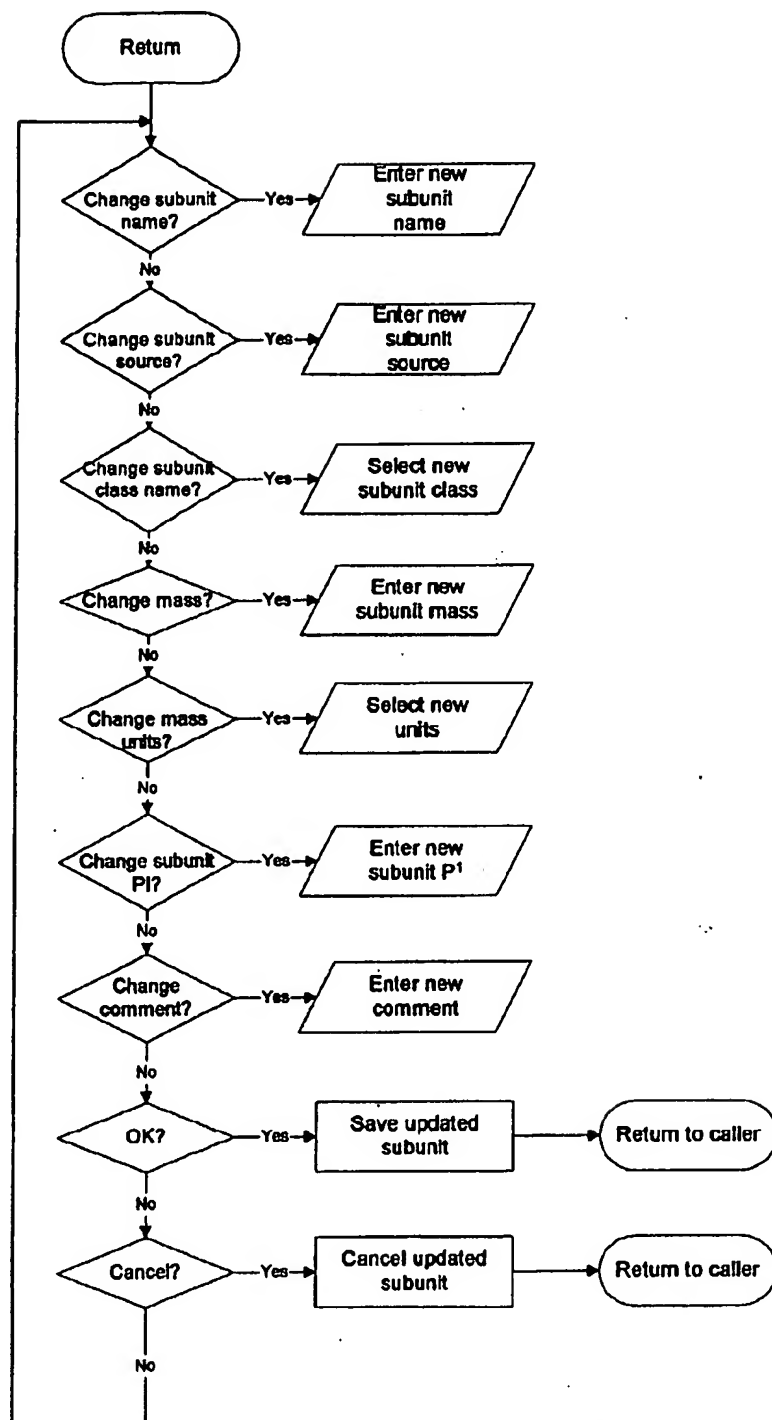 Return
Change subunit
name?
Yes
Enter new
subunit
name
No
Change subunit
source?
Yes
Enter new
subunit
source
No
Change subunit
class name?
Yes
Select new
subunit class
No
Change mass?
Yes
Enter new
subunit mass
No
Change mass
units?
Yes
Select new
units
No
Change subunit
PI?
Yes
Enter new
subunit P¹
No
Change
comment?
Yes
Enter new
comment
No
OK?
Yes
Save updated
subunit
Return to caller
No
Cancel?
Yes
Cancel updated
subunit
Return to caller
No